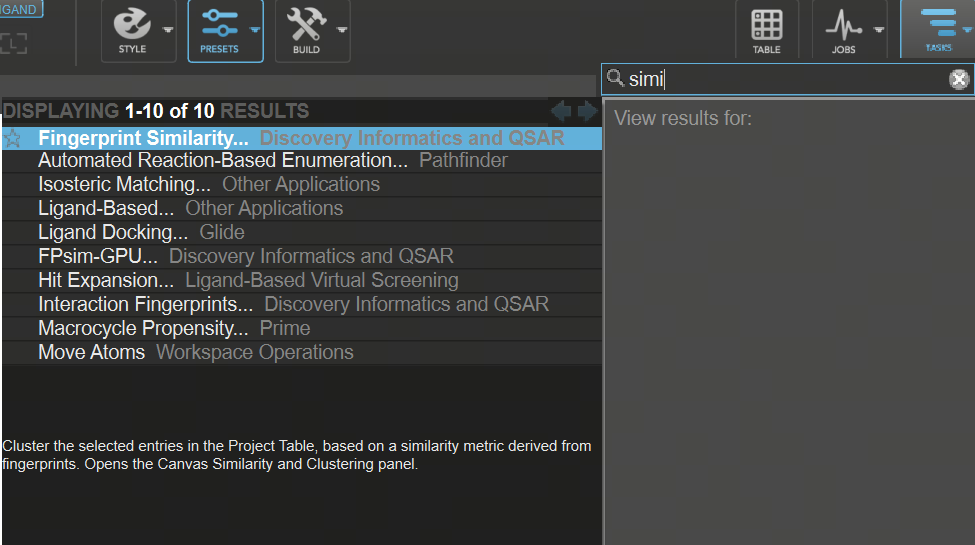 IGAND
L
STYLE
PRESETS
BUILD
TABLE
JOBS
TASKS
simi
DISPLAYING 1-10 of 10 RESULTS
View results for:
Fingerprint Similarity... Discovery Informatics and QSAR
Automated Reaction-Based Enumeration... Pathfinder
Isosteric Matching... Other Applications
Ligand-Based... Other Applications
Ligand Docking... Glide
FPsim-GPU... Discovery Informatics and QSAR
Hit Expansion... Ligand-Based Virtual Screening
Interaction Fingerprints... Discovery Informatics and QSAR
Macrocycle Propensity... Prime
Move Atoms Workspace Operations
Cluster the selected entries in the Project Table, based on a similarity metric derived from
fingerprints. Opens the Canvas Similarity and Clustering panel.